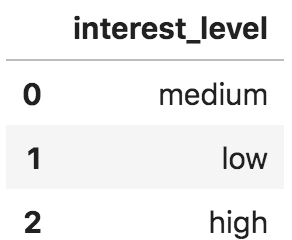 interest_level
0 medium
1 low
2 high